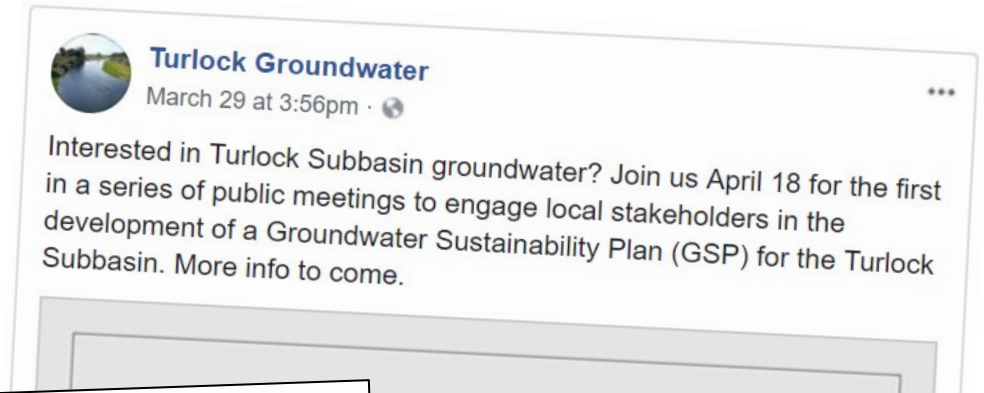 Turlock Groundwater
March 29 at 3:56pm ·
Interested in Turlock Subbasin groundwater? Join us April 18 for the first
in a series of public meetings to engage local stakeholders in the
development of a Groundwater Sustainability Plan (GSP) for the Turlock
Subbasin. More info to come.